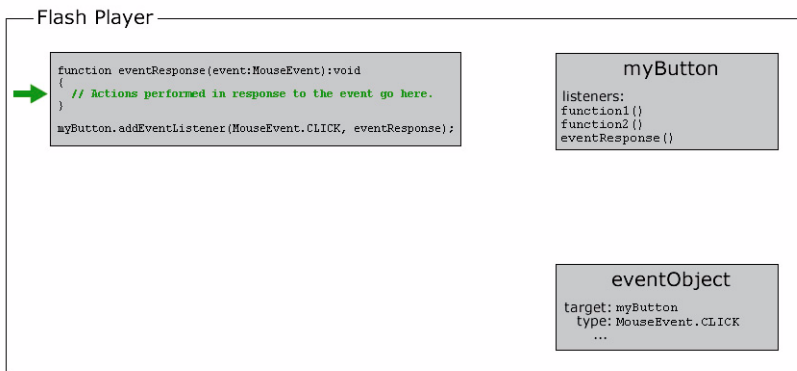 Flash Player
function eventResponse(event:MouseEvent):void
{
// Actions performed in response to the event go here.
}
myButton.addEventListener(MouseEvent.CLICK, eventResponse);
myButton
listeners:
function1()
function2()
eventResponse()
eventObject
target: myButton
type: MouseEvent.CLICK
...